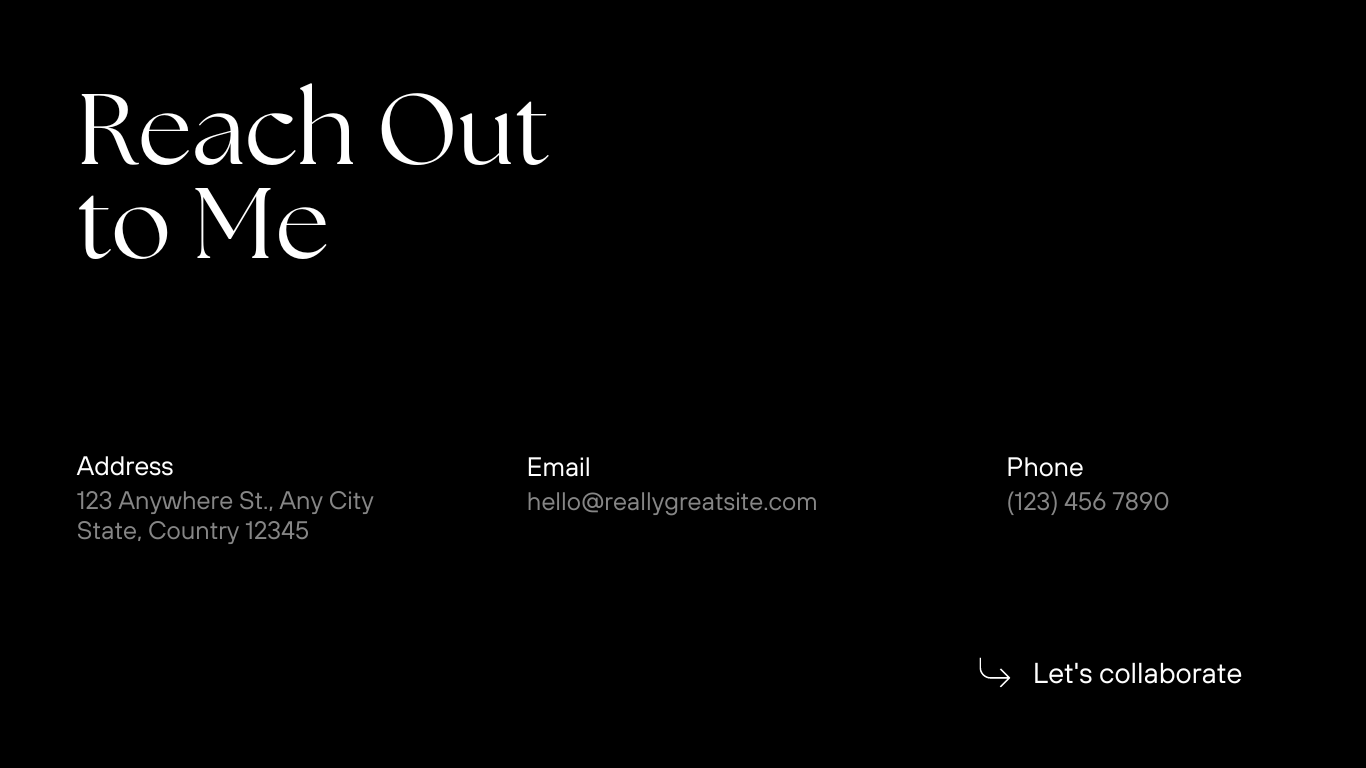 Reach Out
to Me
Address
123 Anywhere St., Any City
State, Country 12345
Email
hello@reallygreatsite.com
Phone
(123) 456 7890
Let's collaborate